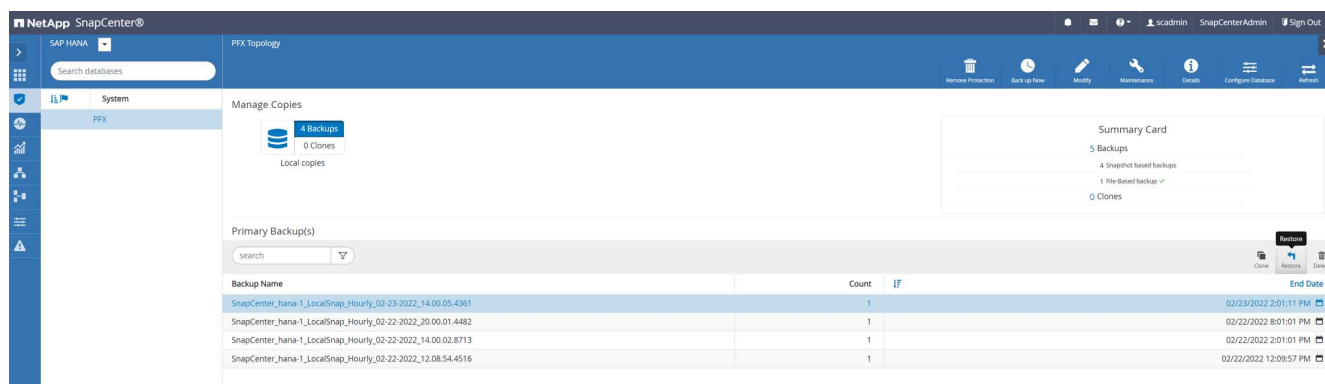 NetApp SnapCenter®
scadmin SnapCenterAdmin Sign Out
SAP HANA
PFX Topology
Search databases
Remove Protection Back up Now Modify Maintenance Details Configure Database Refresh
System
PFX
Manage Copies
4 Backups
0 Clones
Local copies
Summary Card
5 Backups
4 Snapshot based backups
1 File-Based backup ✓
0 Clones
Primary Backup(s)
Restore
search
Clone Restore Dele
Backup Name Count End Date
SnapCenter_hana-1_LocalSnap_Hourly_02-23-2022_14.00.05.4361 1 02/23/2022 2:01:11 PM
SnapCenter_hana-1_LocalSnap_Hourly_02-22-2022_20.00.01.4482 1 02/22/2022 8:01:01 PM
SnapCenter_hana-1_LocalSnap_Hourly_02-22-2022_14.00.02.8713 1 02/22/2022 2:01:01 PM
SnapCenter_hana-1_LocalSnap_Hourly_02-22-2022_12.08.54.4516 1 02/22/2022 12:09:57 PM